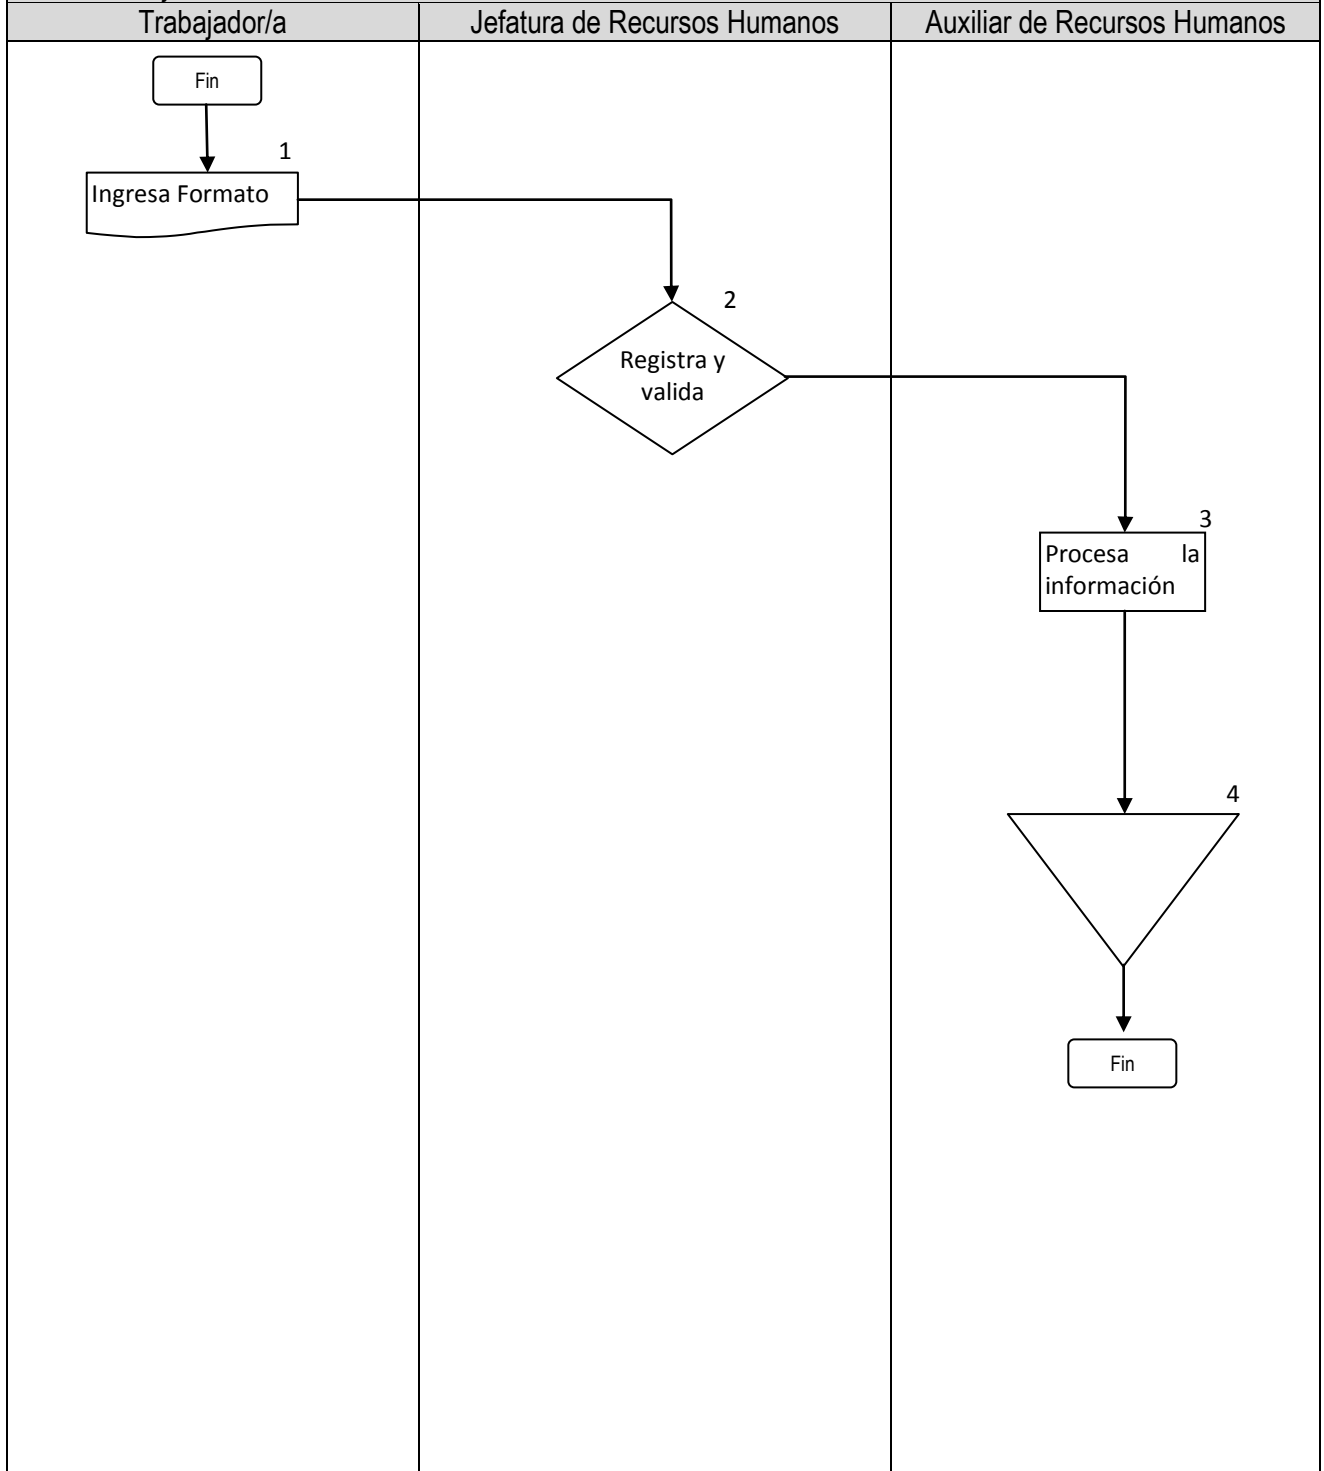 Trabajador/a
Jefatura de Recursos Humanos
Auxiliar de Recursos Humanos
Fin
1
Ingresa Formato
2
Registra y
valida
3
Procesa la
información
4
Fin